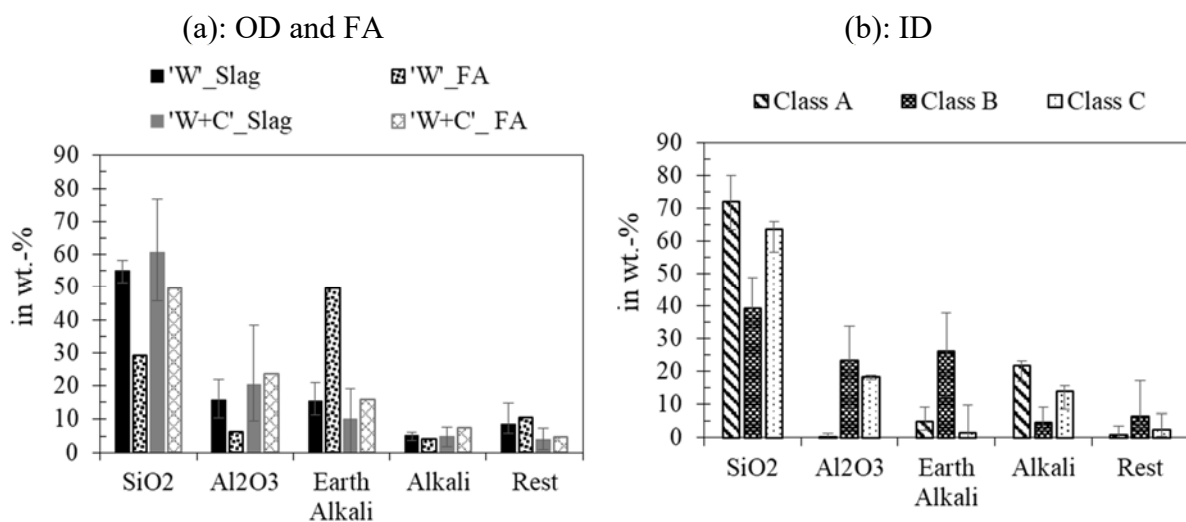 (a): OD and FA
'W'_Slag 'W'_FA
'W+C'_Slag 'W+C'_ FA
in wt.-%
90
80
70
60
50
40
30
20
10
0
SiO2 Al2O3 Earth Alkali Alkali Rest
(b): ID
Class A Class B Class C
in wt.-%
90
80
70
60
50
40
30
20
10
0
SiO2 Al2O3 Earth Alkali Alkali Rest